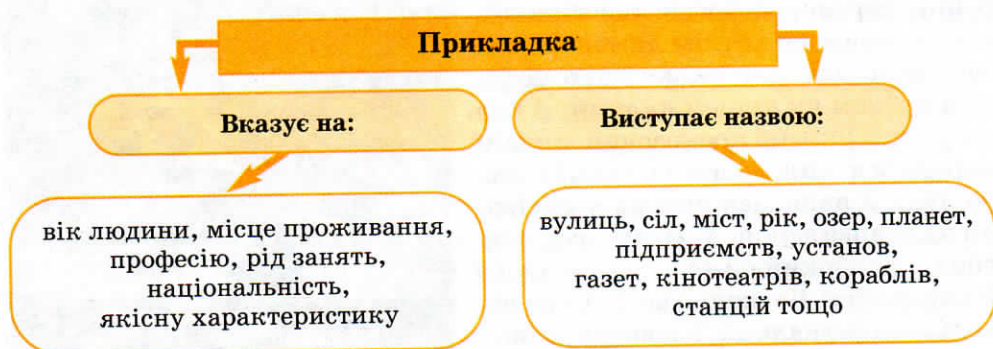 Прикладка
Вказує на:
Виступає назвою:
вік людини, місце проживання,
професію, рід занять,
національність,
якісну характеристику
вулиць, сіл, міст, рік, озер, планет,
підприємств, установ,
газет, кінотеатрів, кораблів,
станцій тощо